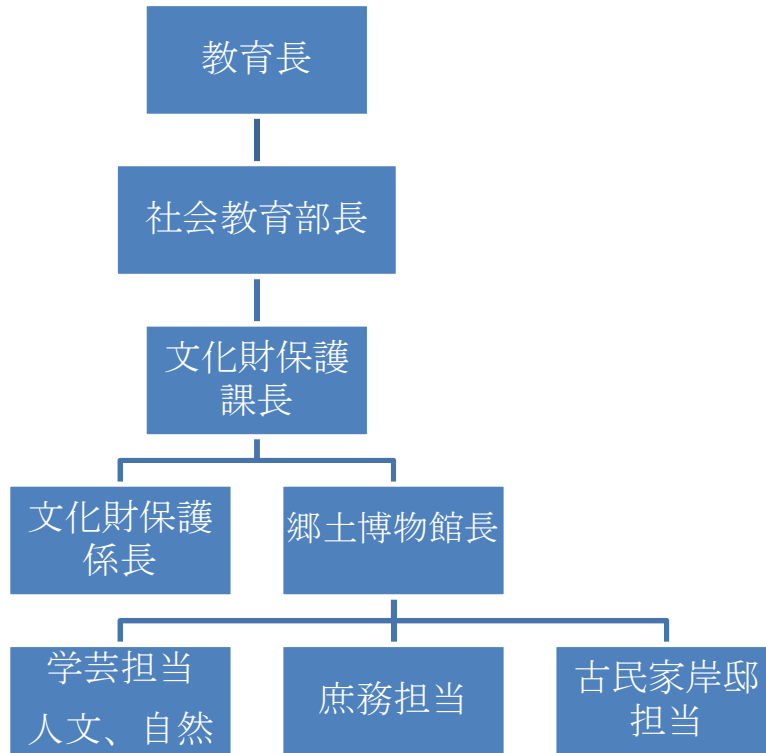 教育長
社会教育部長
文化財保護
課長
文化財保護
係長
郷土博物館長
学芸担当
人文、自然
庶務担当
古民家岸邸
担当